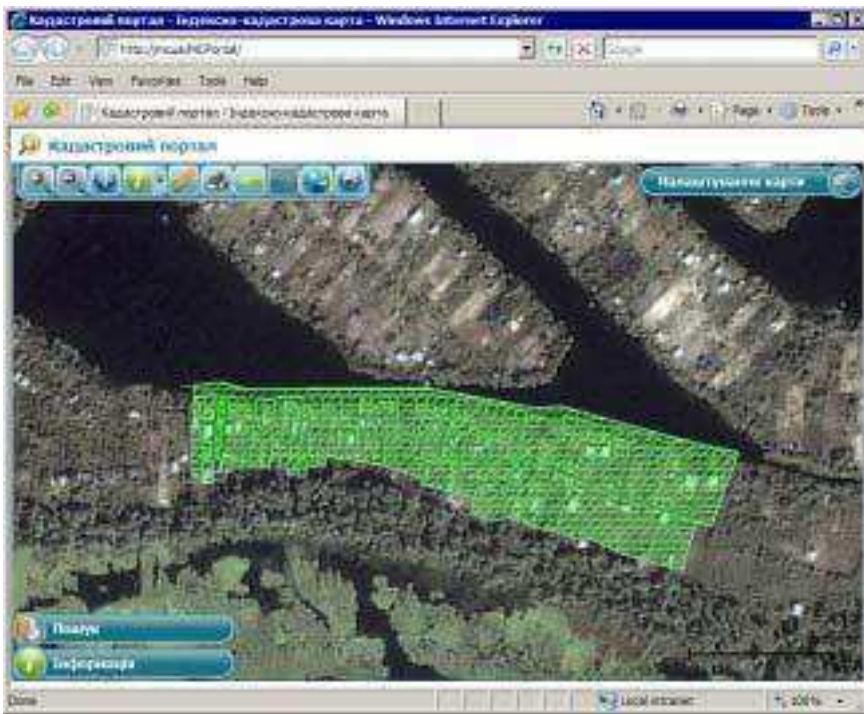 Кадастровий портал - Індексно-кадастрова карта - Windows Internet Explorer
Google
File Edit View Favorites Tools Help
Кадастровий портал - Індексно-кадастрова карта
Page Tools
Кадастровий портал
Налаштування карти
Пошук
Інформація
Done
Local intranet
100%